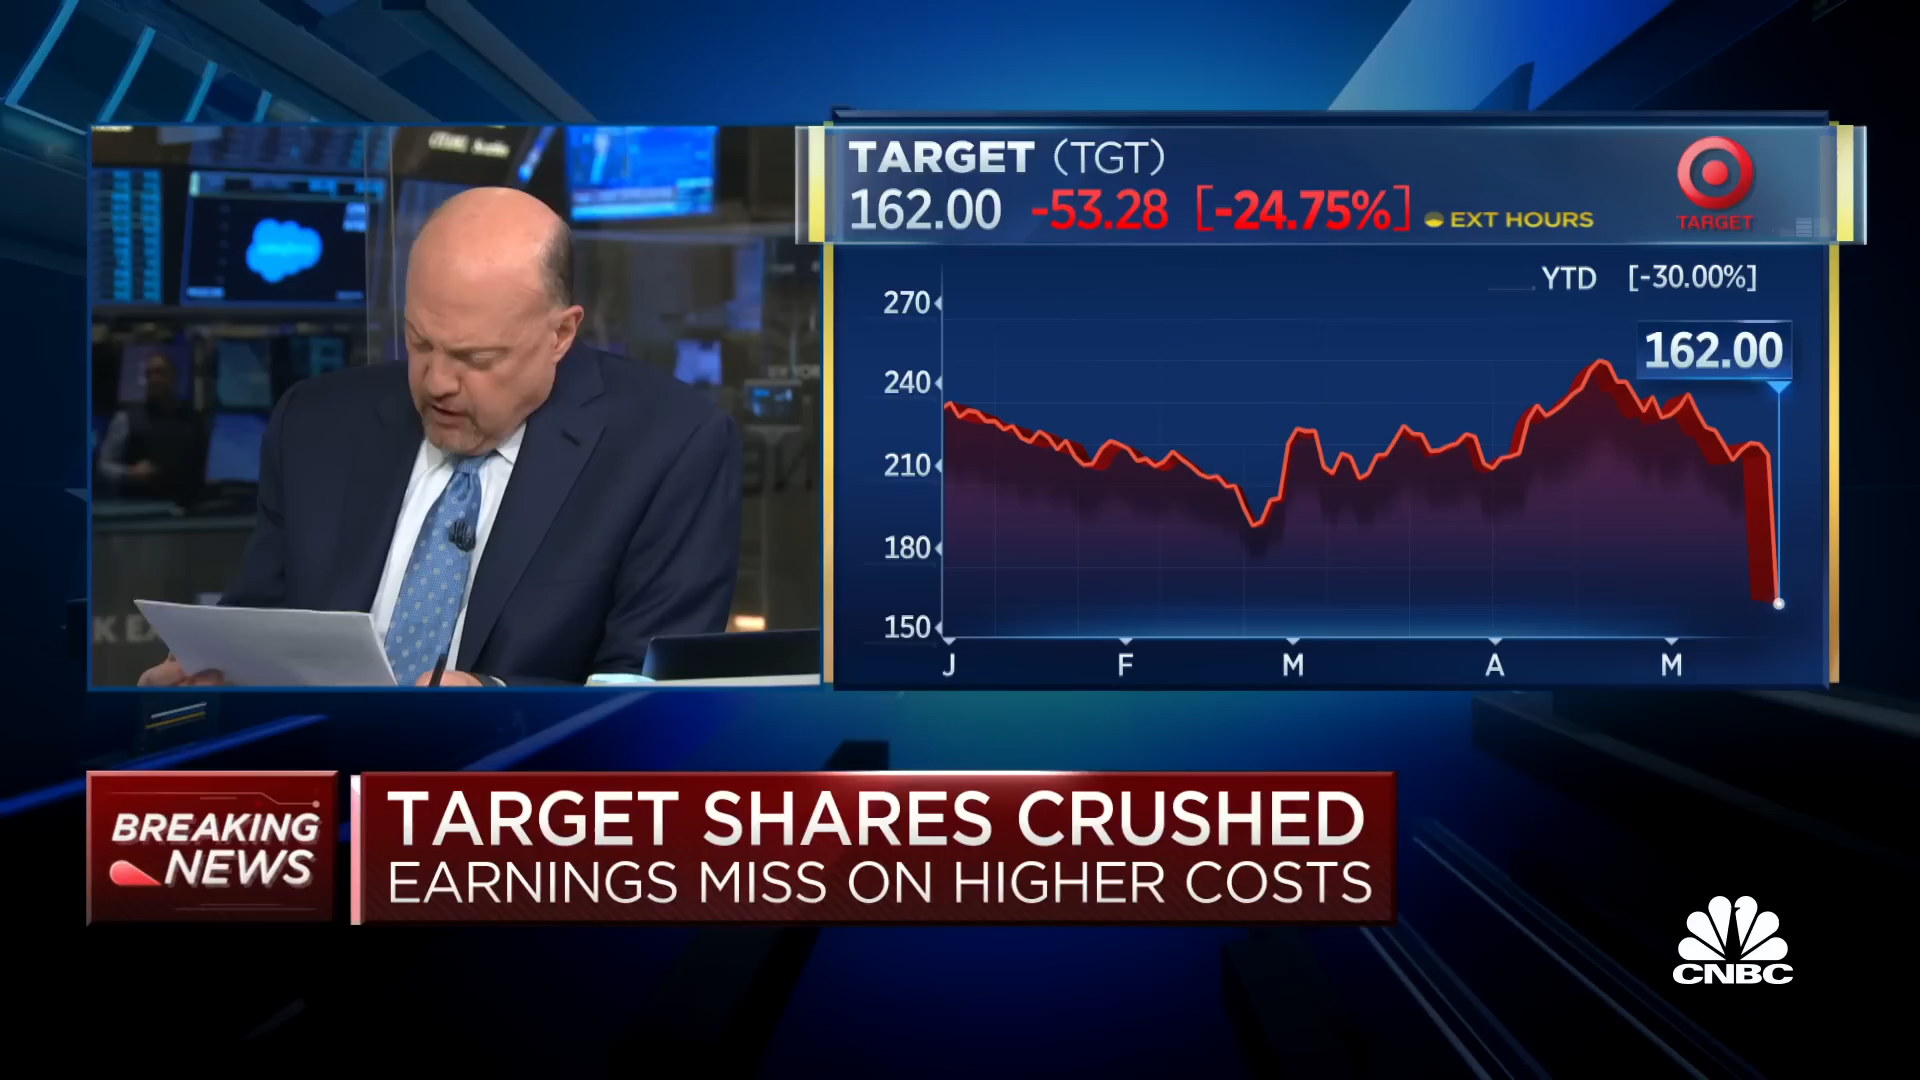 TARGET (TGT)
162.00 -53.28 [-24.75%] EXT HOURS
TARGET
YTD [-30.00%]
162.00
270
240
210
180
150
J F M A M
K EX
BREAKING
NEWS
TARGET SHARES CRUSHED
EARNINGS MISS ON HIGHER COSTS
CNBC